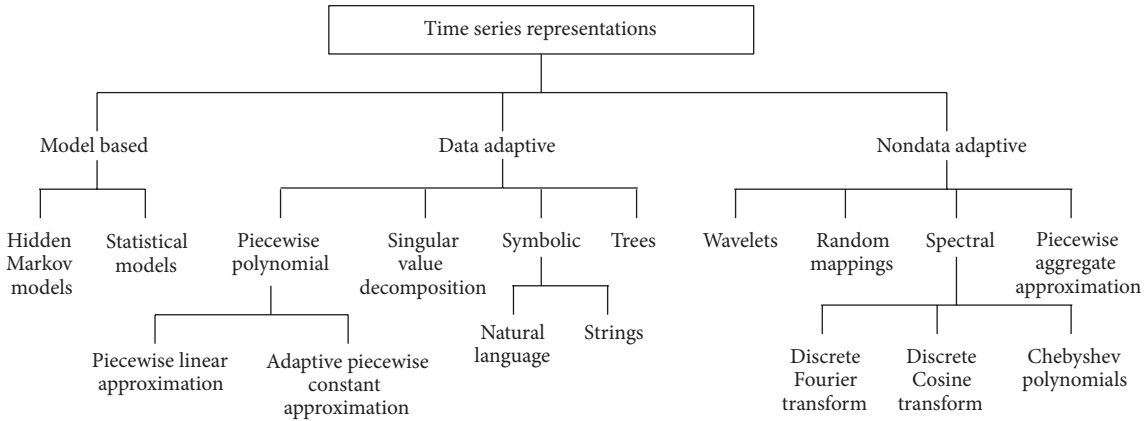 Time series representations
Model based
Data adaptive
Nondata adaptive
Hidden
Markov
models
Statistical
models
Piecewise
polynomial
Singular
value
decomposition
Symbolic
Trees
Wavelets
Random
mappings
Spectral
Piecewise
aggregate
approximation
Piecewise linear
approximation
Adaptive piecewise
constant
approximation
Natural
language
Strings
Discrete
Fourier
transform
Discrete
Cosine
transform
Chebyshev
polynomials